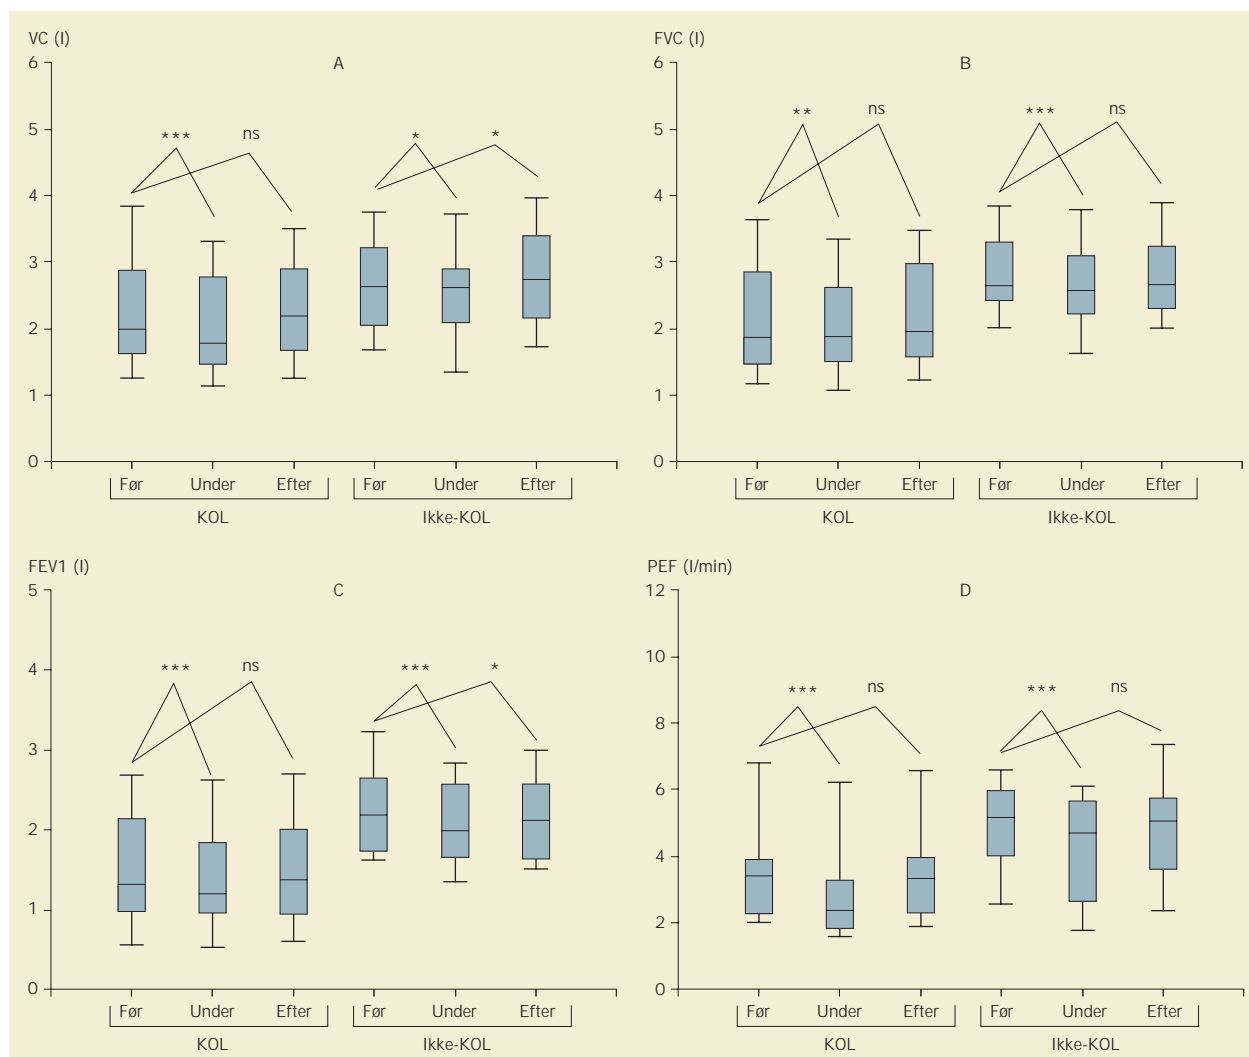 VC (l)
A
6
5
4
3
2
1
0
*** ns * *
Før Under Efter Før Under Efter
KOL Ikke-KOL
FVC (l)
B
6
5
4
3
2
1
0
** ns *** ns
Før Under Efter Før Under Efter
KOL Ikke-KOL
FEV1 (l)
C
5
4
3
2
1
0
*** ns *** *
Før Under Efter Før Under Efter
KOL Ikke-KOL
PEF (l/min)
D
12
10
8
6
4
2
0
*** ns *** ns
Før Under Efter Før Under Efter
KOL Ikke-KOL